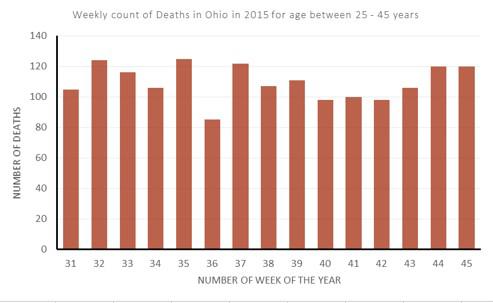 Weekly count of Deaths in Ohio in 2015 for age between 25 - 45 years
NUMBER OF DEATHS
140
120
100
80
60
40
20
0
31 32 33 34 35 36 37 38 39 40 41 42 43 44 45
NUMBER OF WEEK OF THE YEAR